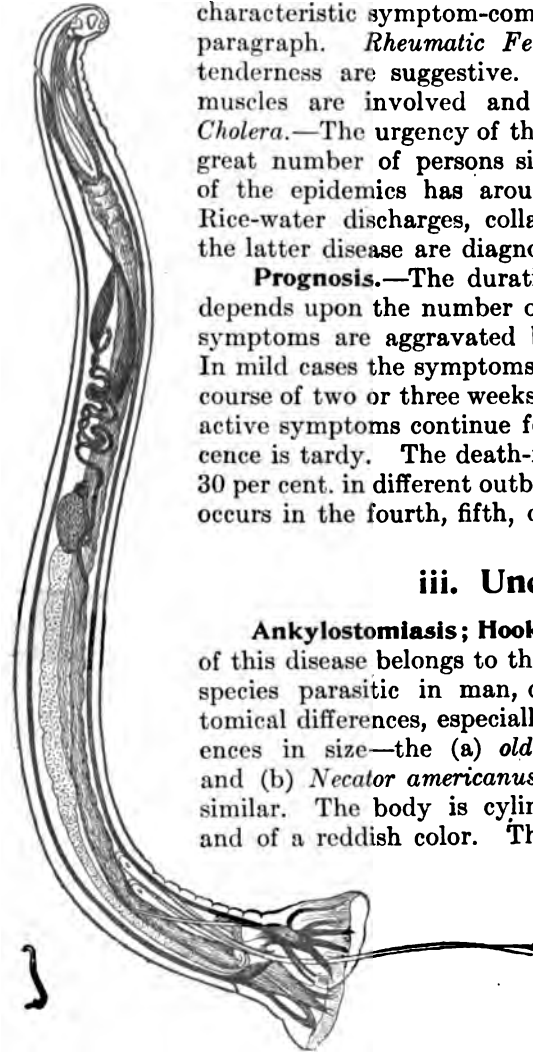 characteristic symptom-com
paragraph. Rheumatic Fe
tenderness are suggestive.
muscles are involved and
Cholera.—The urgency of th
great number of persons si
of the epidemics has arou
Rice-water discharges, colla
the latter disease are diagno
Prognosis.—The durati
depends upon the number o
symptoms are aggravated
In mild cases the symptoms
course of two or three weeks
active symptoms continue f
cence is tardy. The death-
30 per cent. in different outb
occurs in the fourth, fifth,
iii. Unc
Ankylostomiasis; Hook
of this disease belongs to th
species parasitic in man,
tomical differences, especiall
ences in size—the (a) old
and (b) Necator americanus
similar. The body is cylin
and of a reddish color. Th